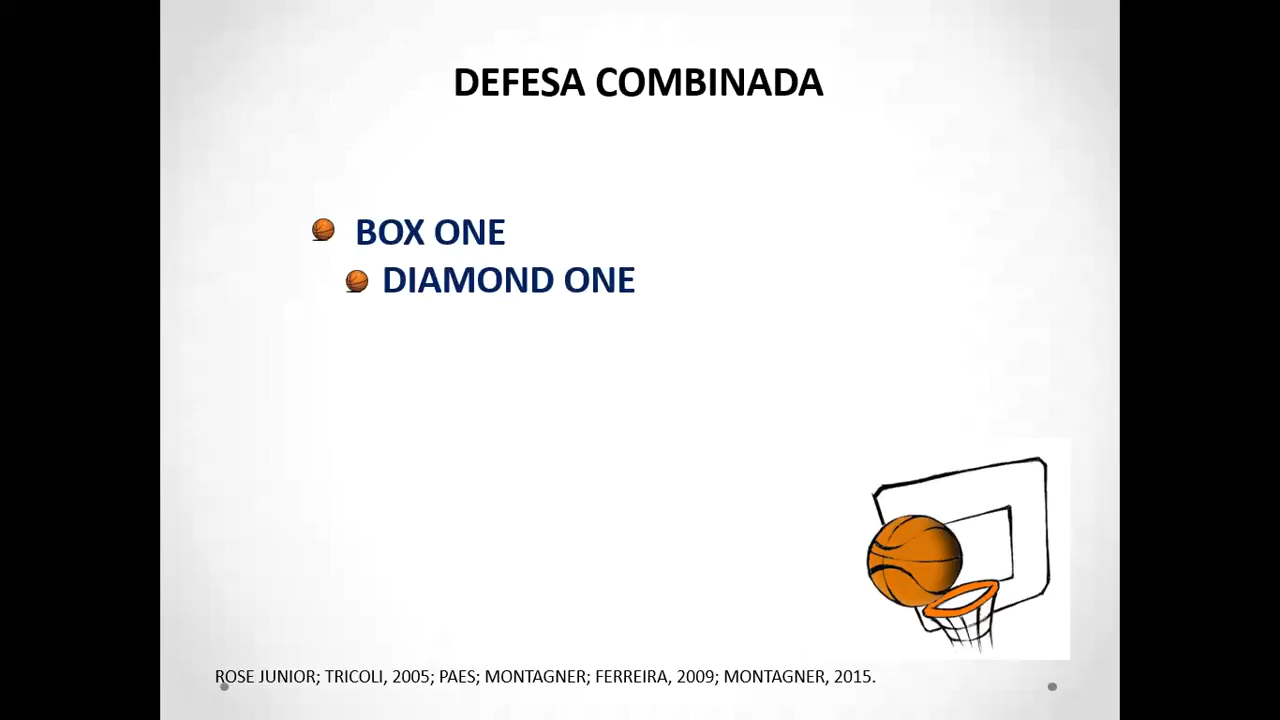 DEFESA COMBINADA
BOX ONE
DIAMOND ONE
ROSE JUNIOR; TRICOLI, 2005; PAES; MONTAGNER; FERREIRA, 2009; MONTAGNER, 2015.